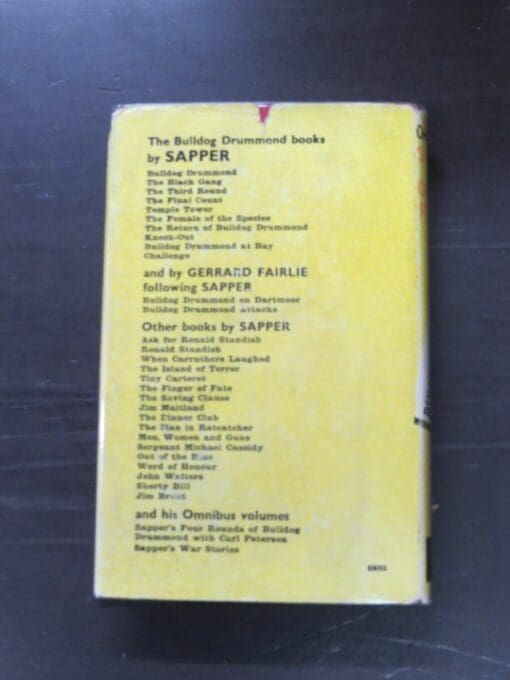 The Bulldog Drummond books
by SAPPER
Bulldog Drummond
The Black Gang
The Third Round
The Final Count
Temple Tower
The Female of the Species
The Return of Bulldog Drummond
Knock-Out
Bulldog Drummond at Bay
Challenge
and by GERRARD FAIRLIE
following SAPPER
Bulldog Drummond on Dartmoor
Bulldog Drummond Attacks
Other books by SAPPER
Ask for Ronald Standish
Ronald Standish
When Carruthers Laughed
The Island of Terror
Tiny Carteret
The Finger of Fate
The Saving Clause
Jim Maitland
The Dinner Club
The Man in Ratcatcher
Men, Women and Guns
Sergeant Michael Cassidy
Out of the Blue
Word of Honour
John Walters
Shorty Bill
Jim Brent
and his Omnibus volumes
Sapper's Four Rounds of Bulldog
Drummond with Carl Peterson
Sapper's War Stories